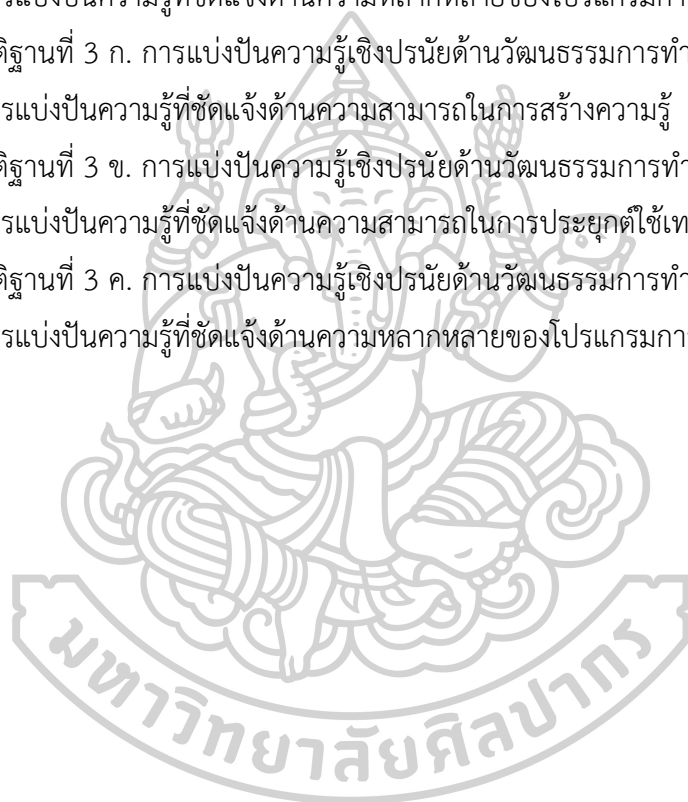 การแบ่งปันความรู้ที่ชัดแจ้งด้านความหลากหลายของโปรแกรมกา
ติฐานที่ 3 ก. การแบ่งปันความรู้เชิงปรนัยด้านวัฒนธรรมการทำ
รแบ่งปันความรู้ที่ชัดแจ้งด้านความสามารถในการสร้างความรู้
ติฐานที่ 3 ข. การแบ่งปันความรู้เชิงปรนัยด้านวัฒนธรรมการทำ
รแบ่งปันความรู้ที่ชัดแจ้งด้านความสามารถในการประยุกต์ใช้เท
ติฐานที่ 3 ค. การแบ่งปันความรู้เชิงปรนัยด้านวัฒนธรรมการทำ
รแบ่งปันความรู้ที่ชัดแจ้งด้านความหลากหลายของโปรแกรมกา
มหาวิทยาลัยศิลปากร